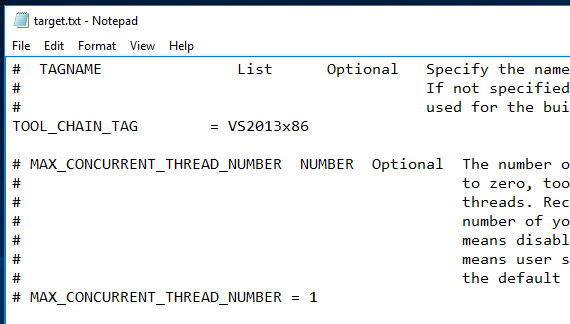 target.txt - Notepad
File Edit Format View Help
# TAGNAME List Optional Specify the name
# If not specified
# used for the bui
TOOL_CHAIN_TAG = VS2013x86
# MAX_CONCURRENT_THREAD_NUMBER NUMBER Optional The number o
# to zero, too
# threads. Rec
# number of yo
# means disabl
# means user s
# the default
# MAX_CONCURRENT_THREAD_NUMBER = 1